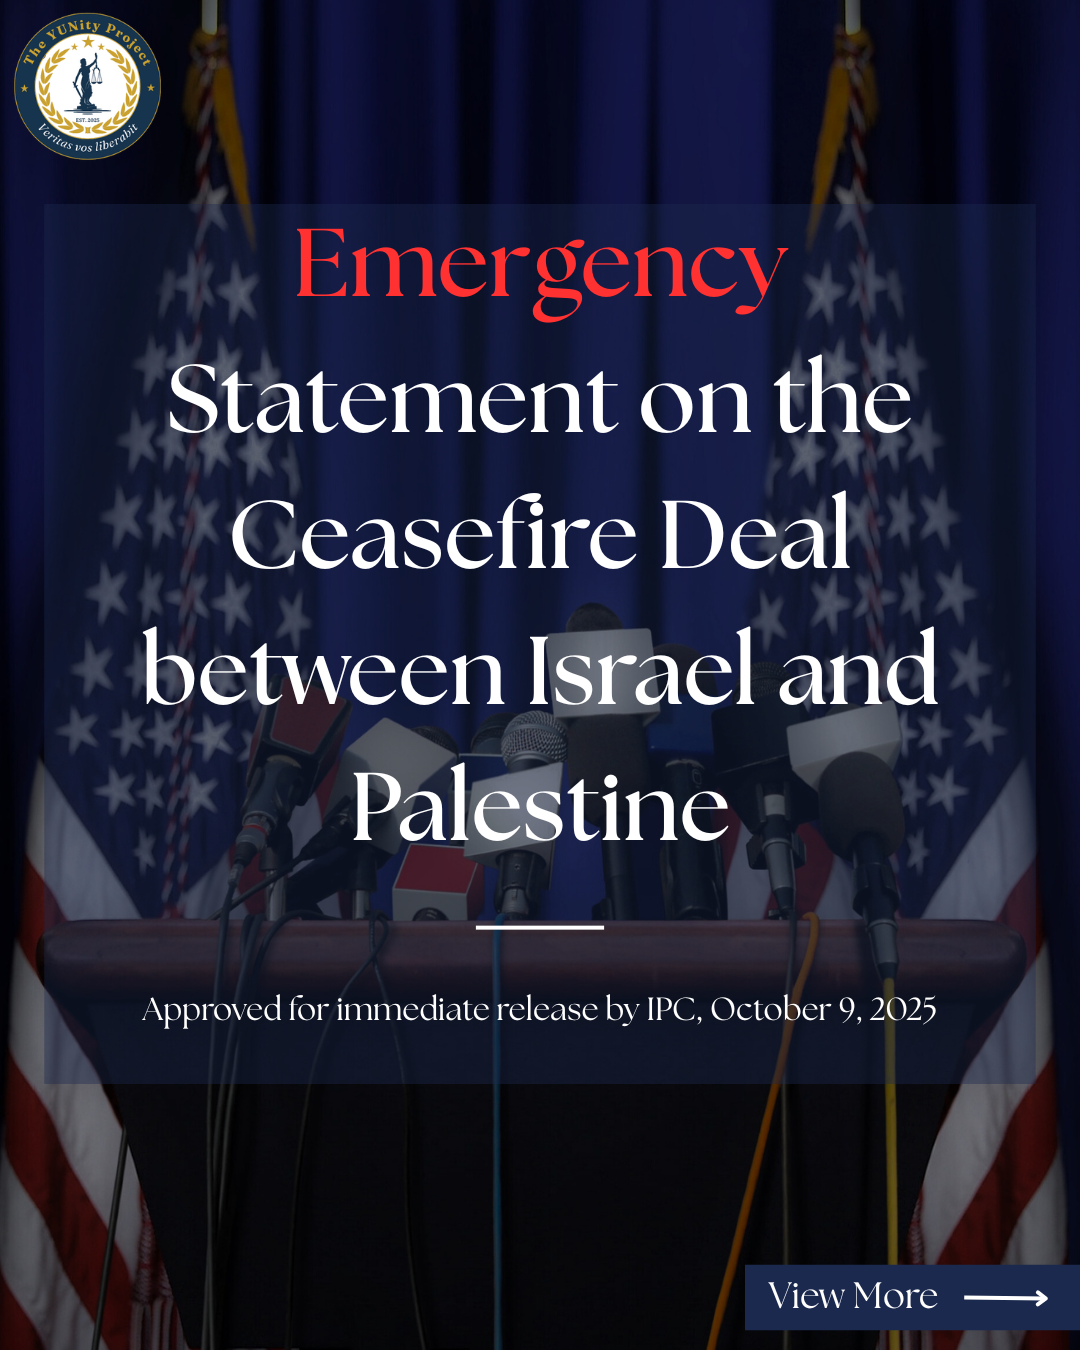 The YUNity Project
EST. 2025
Veritas vos liberabit
Emergency
Statement on the
Ceasefire Deal
between Israel and
Palestine
Approved for immediate release by IPC, October 9, 2025
View More